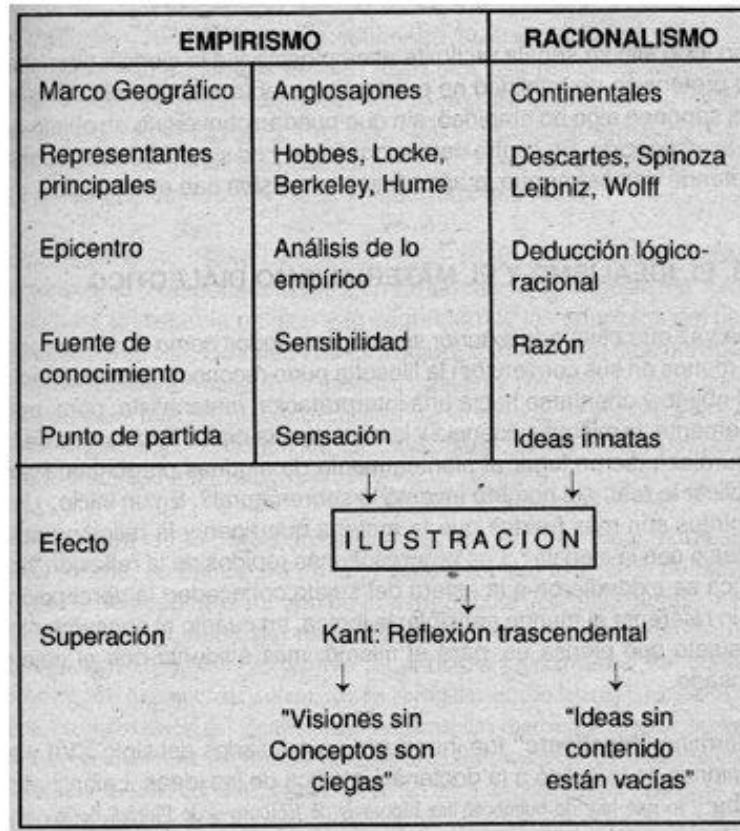 EMPIRISMO RACIONALISMO
Marco Geográfico Anglosajones Continentales
Representantes Hobbes, Locke, Descartes, Spinoza
principales Berkeley, Hume Leibniz, Wolff
Epicentro Análisis de lo Deducción lógico-
empírico racional
Fuente de Sensibilidad Razón
conocimiento
Punto de partida Sensación Ideas innatas
Efecto ILUSTRACION
Superación Kant: Reflexión trascendental
"Visiones sin "Ideas sin
Conceptos son contenido
ciegas" están vacías"